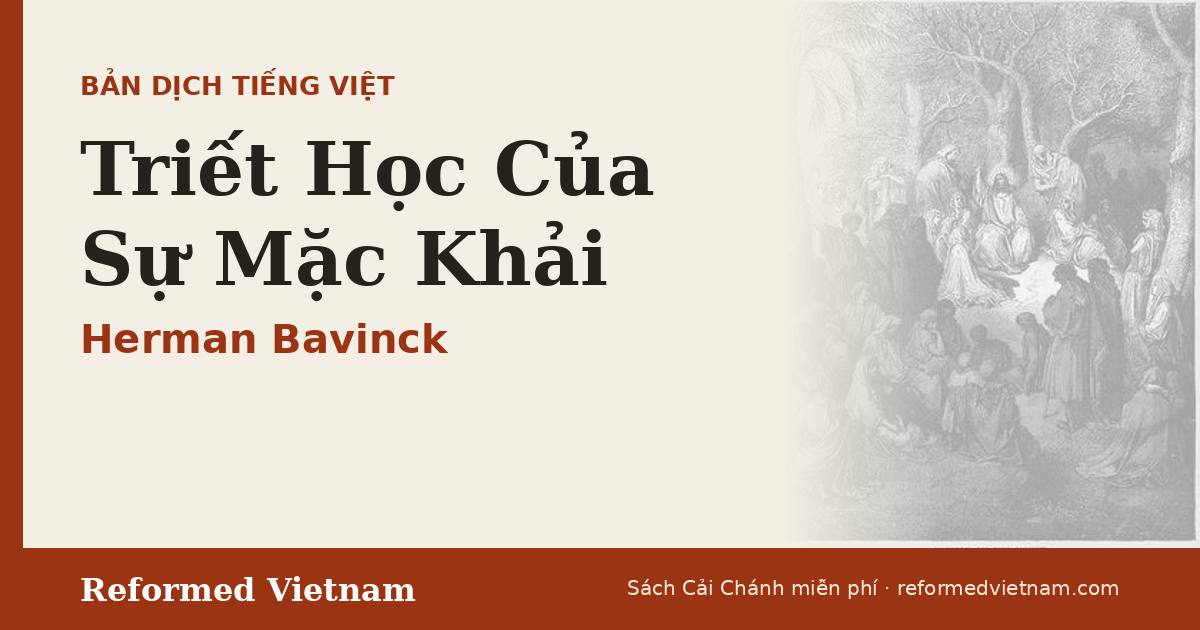 BẢN DỊCH TIẾNG VIỆT
Triết Học Của
Sự Mặc Khải
Herman Bavinck
Reformed Vietnam
Sách Cải Chánh miễn phí · reformedvietnam.com